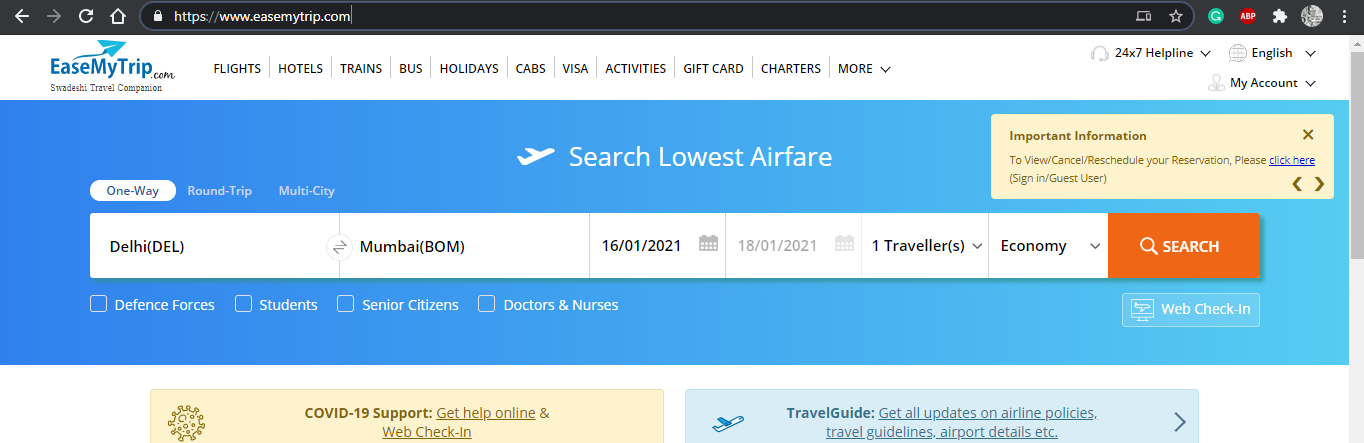 https://www.easemytrip.com
ABP
EaseMyTrip.com
Swadeshi Travel Companion
FLIGHTS HOTELS TRAINS BUS HOLIDAYS CABS VISA ACTIVITIES GIFT CARD CHARTERS MORE
24x7 Helpline English
My Account
Search Lowest Airfare
Important Information
To View/Cancel/Reschedule your Reservation, Please click here
(Sign in/Guest User)
One-Way Round-Trip Multi-City
Delhi(DEL) Mumbai(BOM) 16/01/2021 18/01/2021 1 Traveller(s) Economy SEARCH
Defence Forces Students Senior Citizens Doctors & Nurses
Web Check-In
COVID-19 Support: Get help online &
Web Check-In
TravelGuide: Get all updates on airline policies,
travel guidelines, airport details etc.